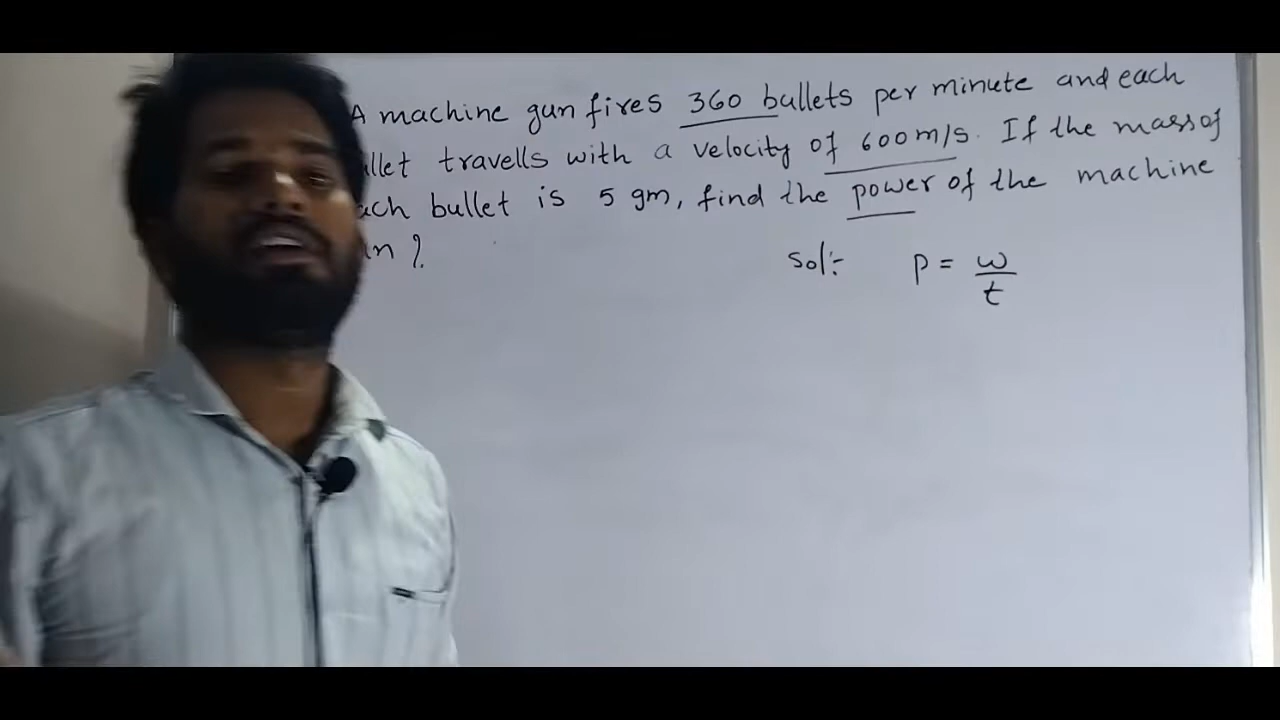 A machine gun fires 360 bullets per minute and each
travells with a velocity of 600 m/s. If the mass of
bullet is 5 gm, find the power of the machine
?
sol:- P = w/t